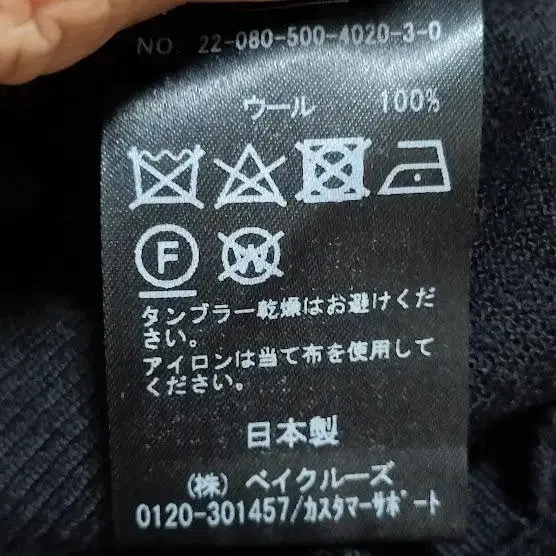 NO 22-080-500-4020-3-0
ウール 100%
F W
タンブラー乾燥はお避けくだ
さい。
アイロンは当て布を使用して
ください。
日本製
(株) ベイクルーズ
0120-301457/カスタマーサポート